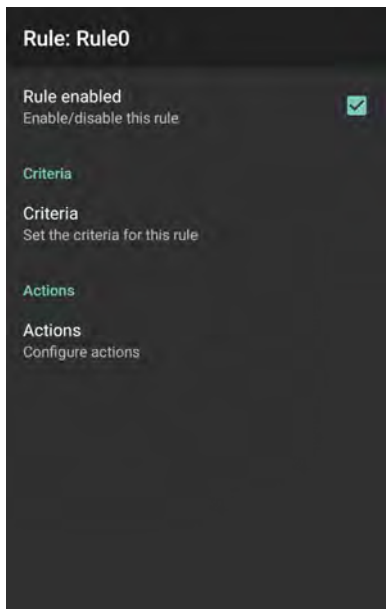 Rule: Rule0
Rule enabled
Enable/disable this rule
Criteria
Criteria
Set the criteria for this rule
Actions
Actions
Configure actions